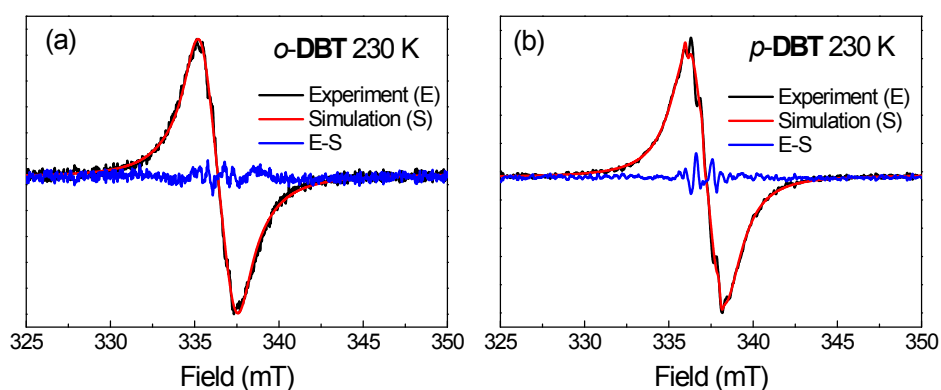 (a)
o-DBT 230 K
Experiment (E)
Simulation (S)
E-S
325 330 335 340 345 350
Field (mT)
(b)
p-DBT 230 K
Experiment (E)
Simulation (S)
E-S
325 330 335 340 345 350
Field (mT)